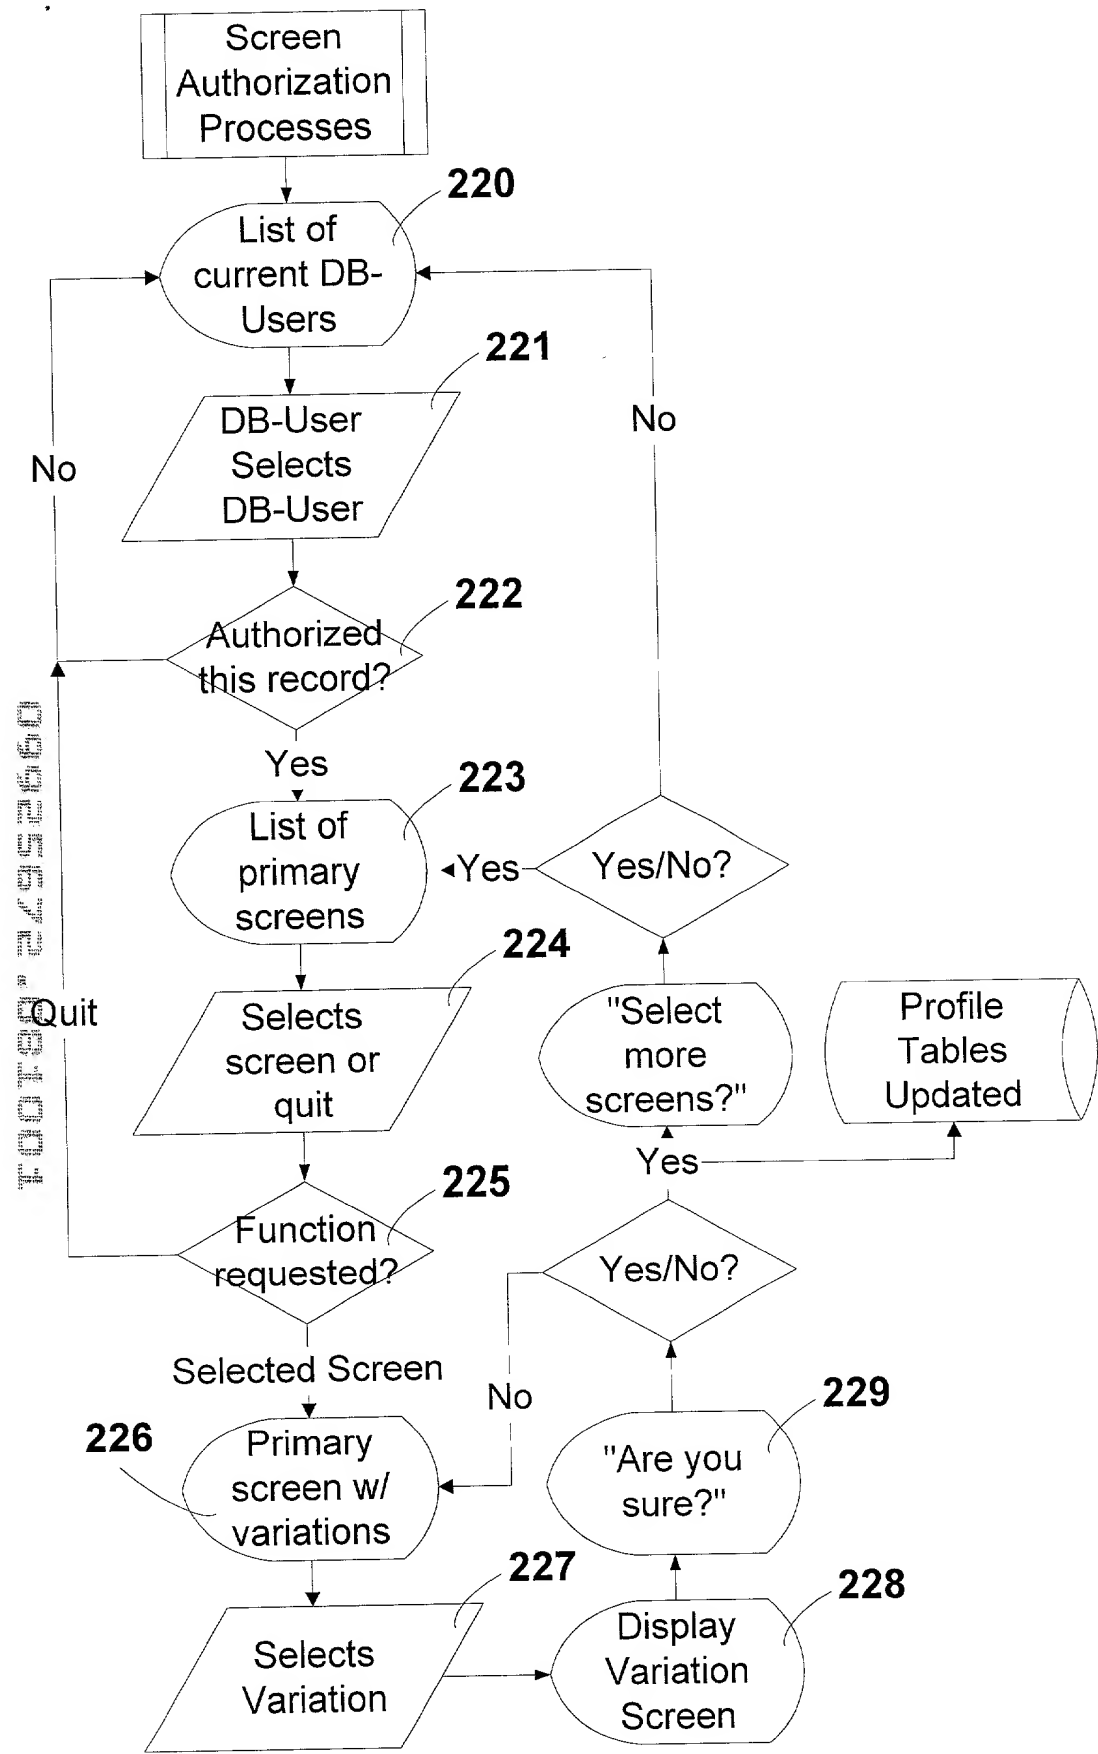 Screen
Authorization
Processes
220
List of
current DB-
Users
221
DB-User
Selects
DB-User
No
No
222
Authorized
this record?
Yes
223
List of
primary
screens
Yes
Yes/No?
224
Selects
screen or
quit
Quit
"Select
more
screens?"
Profile
Tables
Updated
Yes
225
Function
requested?
Yes/No?
Selected Screen
No
226
Primary
screen w/
variations
229
"Are you
sure?"
227
Selects
Variation
228
Display
Variation
Screen